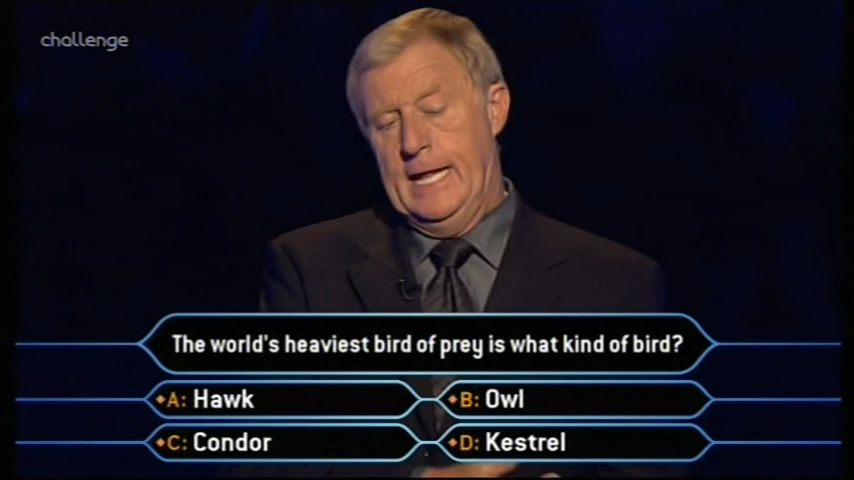 challenge
The world's heaviest bird of prey is what kind of bird?
A: Hawk
B: Owl
C: Condor
D: Kestrel